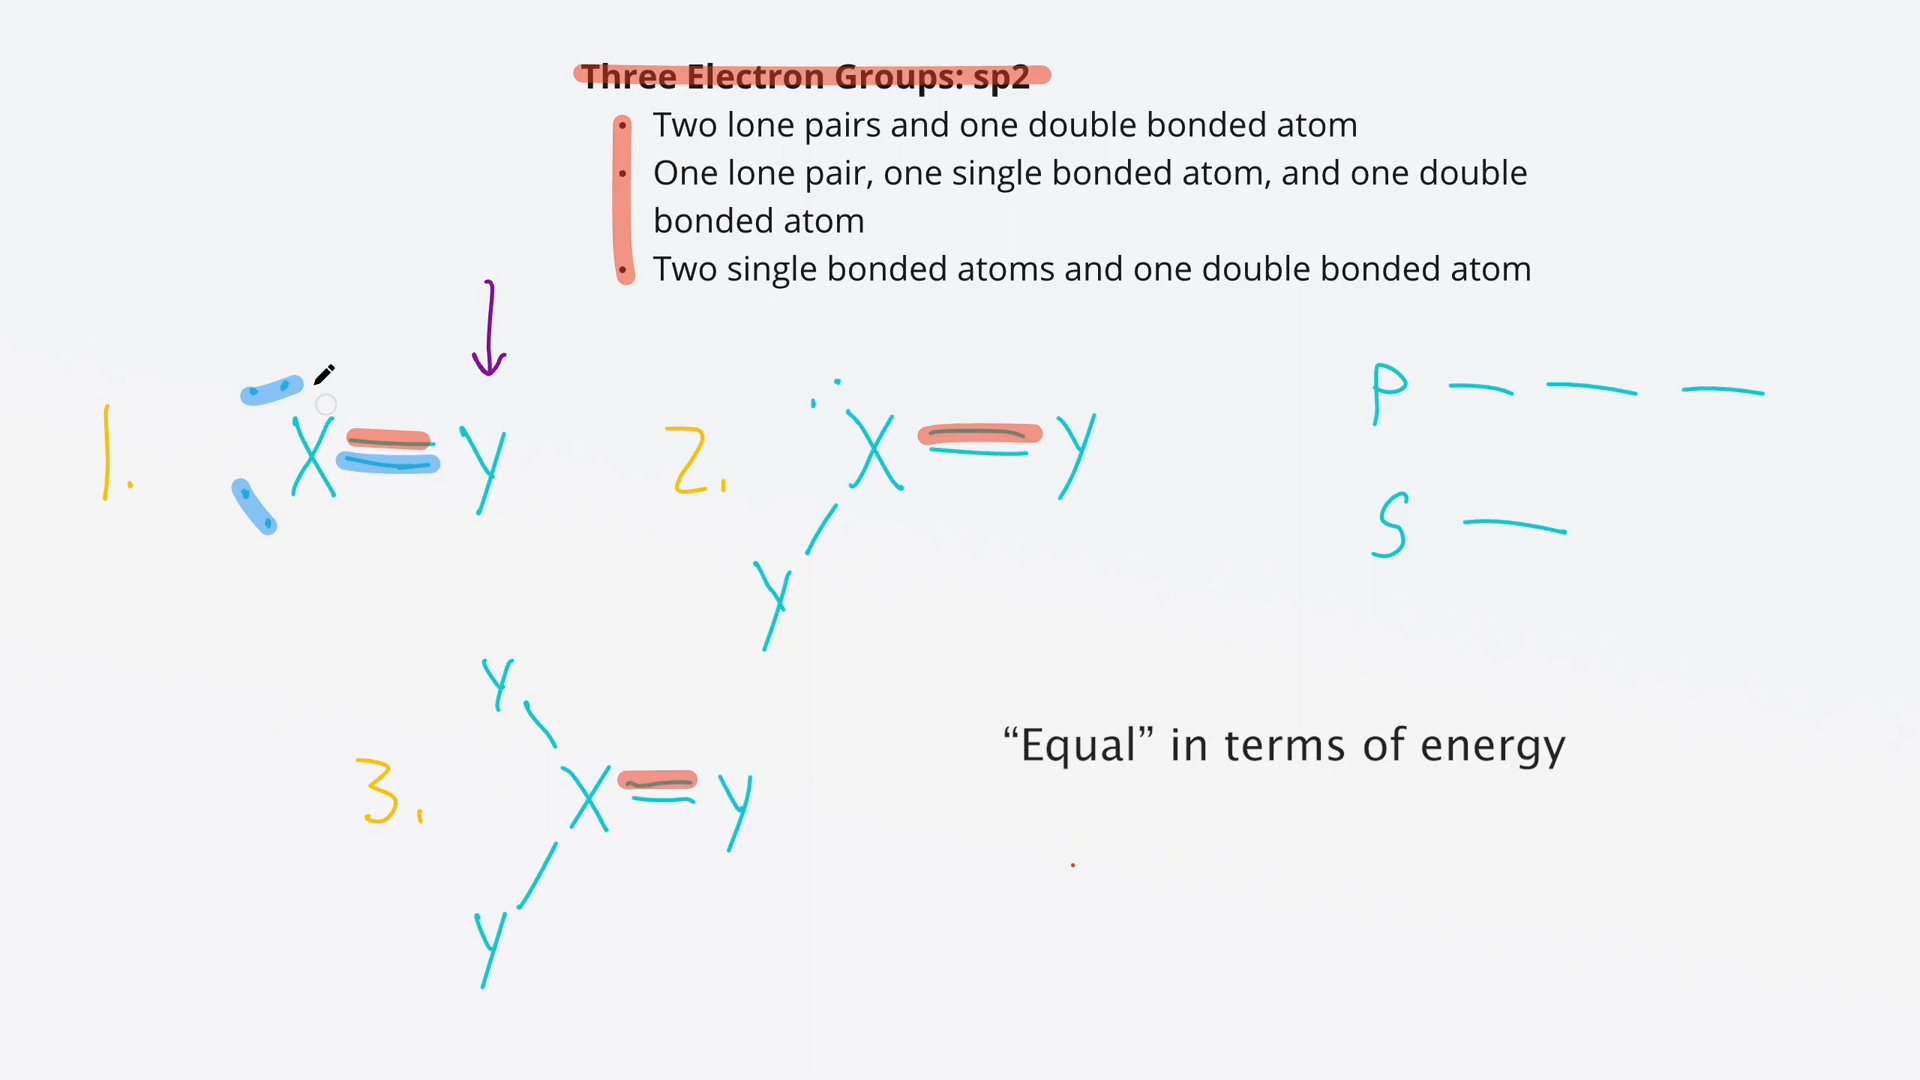 Three Electron Groups: sp2
• Two lone pairs and one double bonded atom
• One lone pair, one single bonded atom, and one double
bonded atom
• Two single bonded atoms and one double bonded atom
1. X = Y
2. X = Y
Y
P
S
Y
3. X = Y
Y
“Equal” in terms of energy